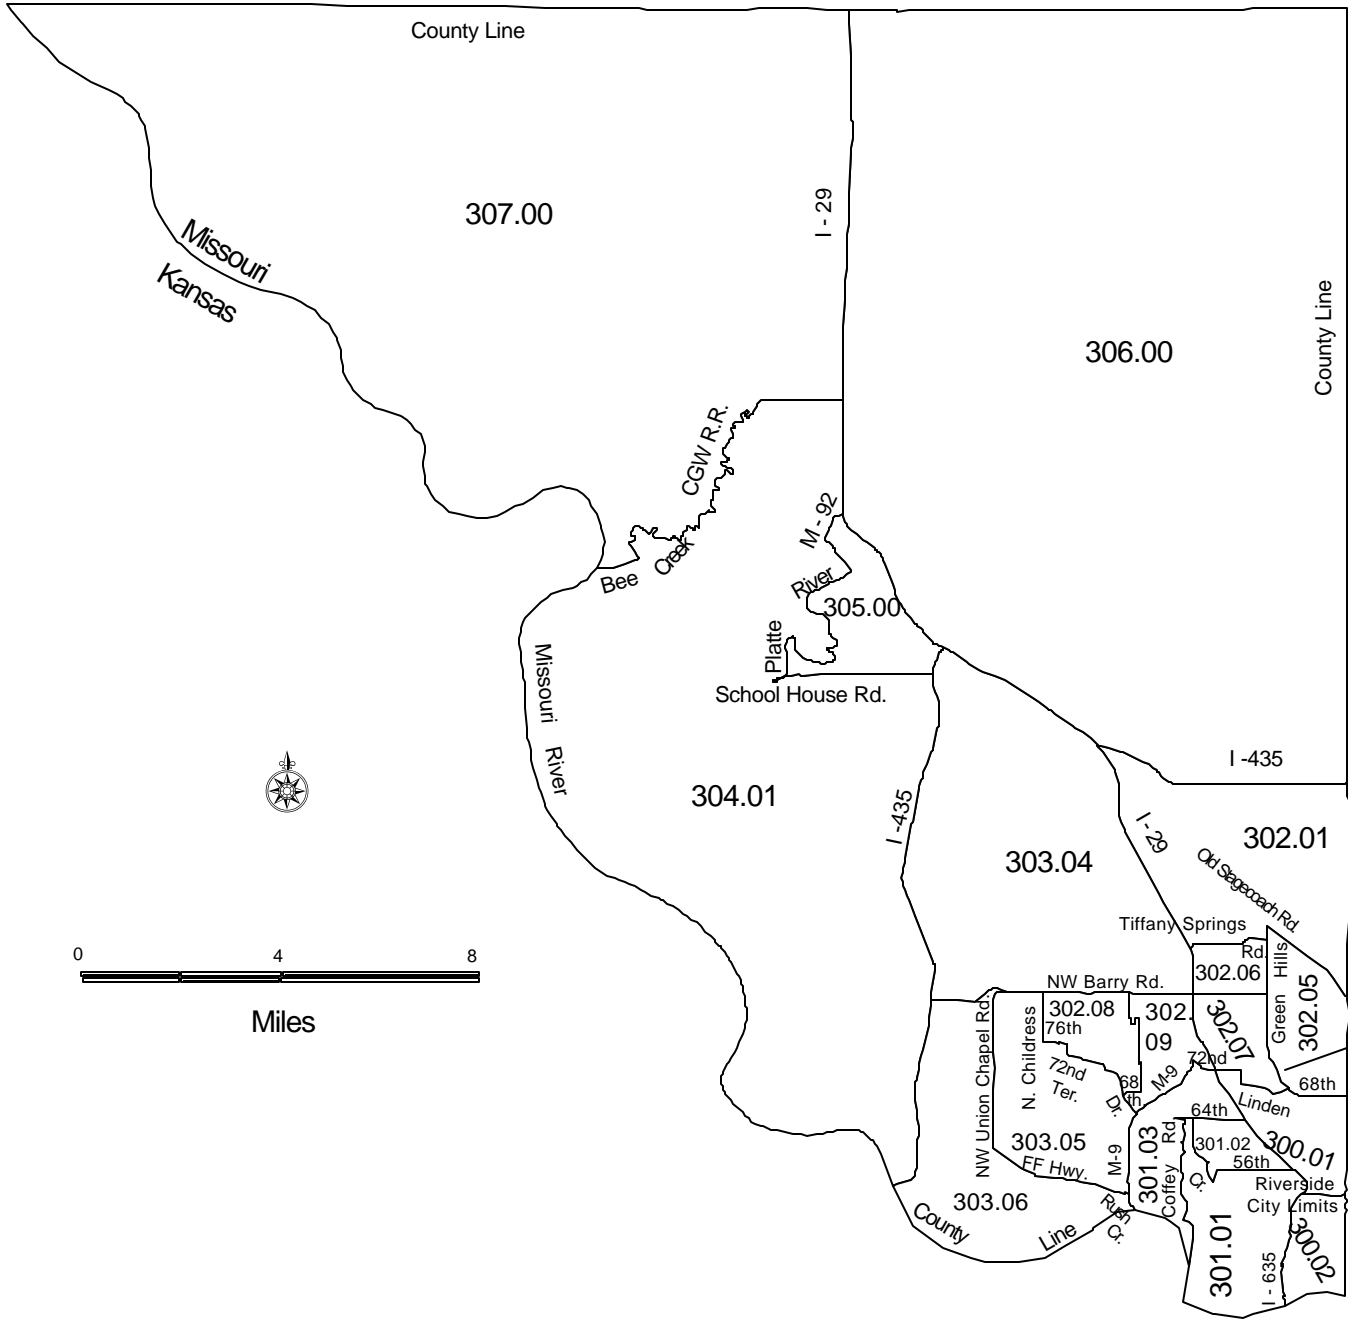 County Line
307.00
I - 29
Missouri
Kansas
306.00
County Line
CGW R.R.
M - 92
Bee Creek
River
305.00
Platte
School House Rd.
Missouri River
I -435
304.01
I -435
I - 29
302.01
303.04
Old Stagecoach Rd.
Tiffany Springs
Rd.
0 4 8
Miles
302.06
Green Hills
302.05
NW Barry Rd.
302.08
302.
09
302.07
76th
NW Union Chapel Rd.
N. Childress
72nd
Ter.
72nd
68
th
M-9
68th
Dr.
Linden
64th
303.05
M-9
301.03
Coffey Rd.
301.02
300.01
56th
FF Hwy.
Cr.
Riverside
City Limits
303.06
Rush
Cr.
County Line
301.01
I - 635
300.02